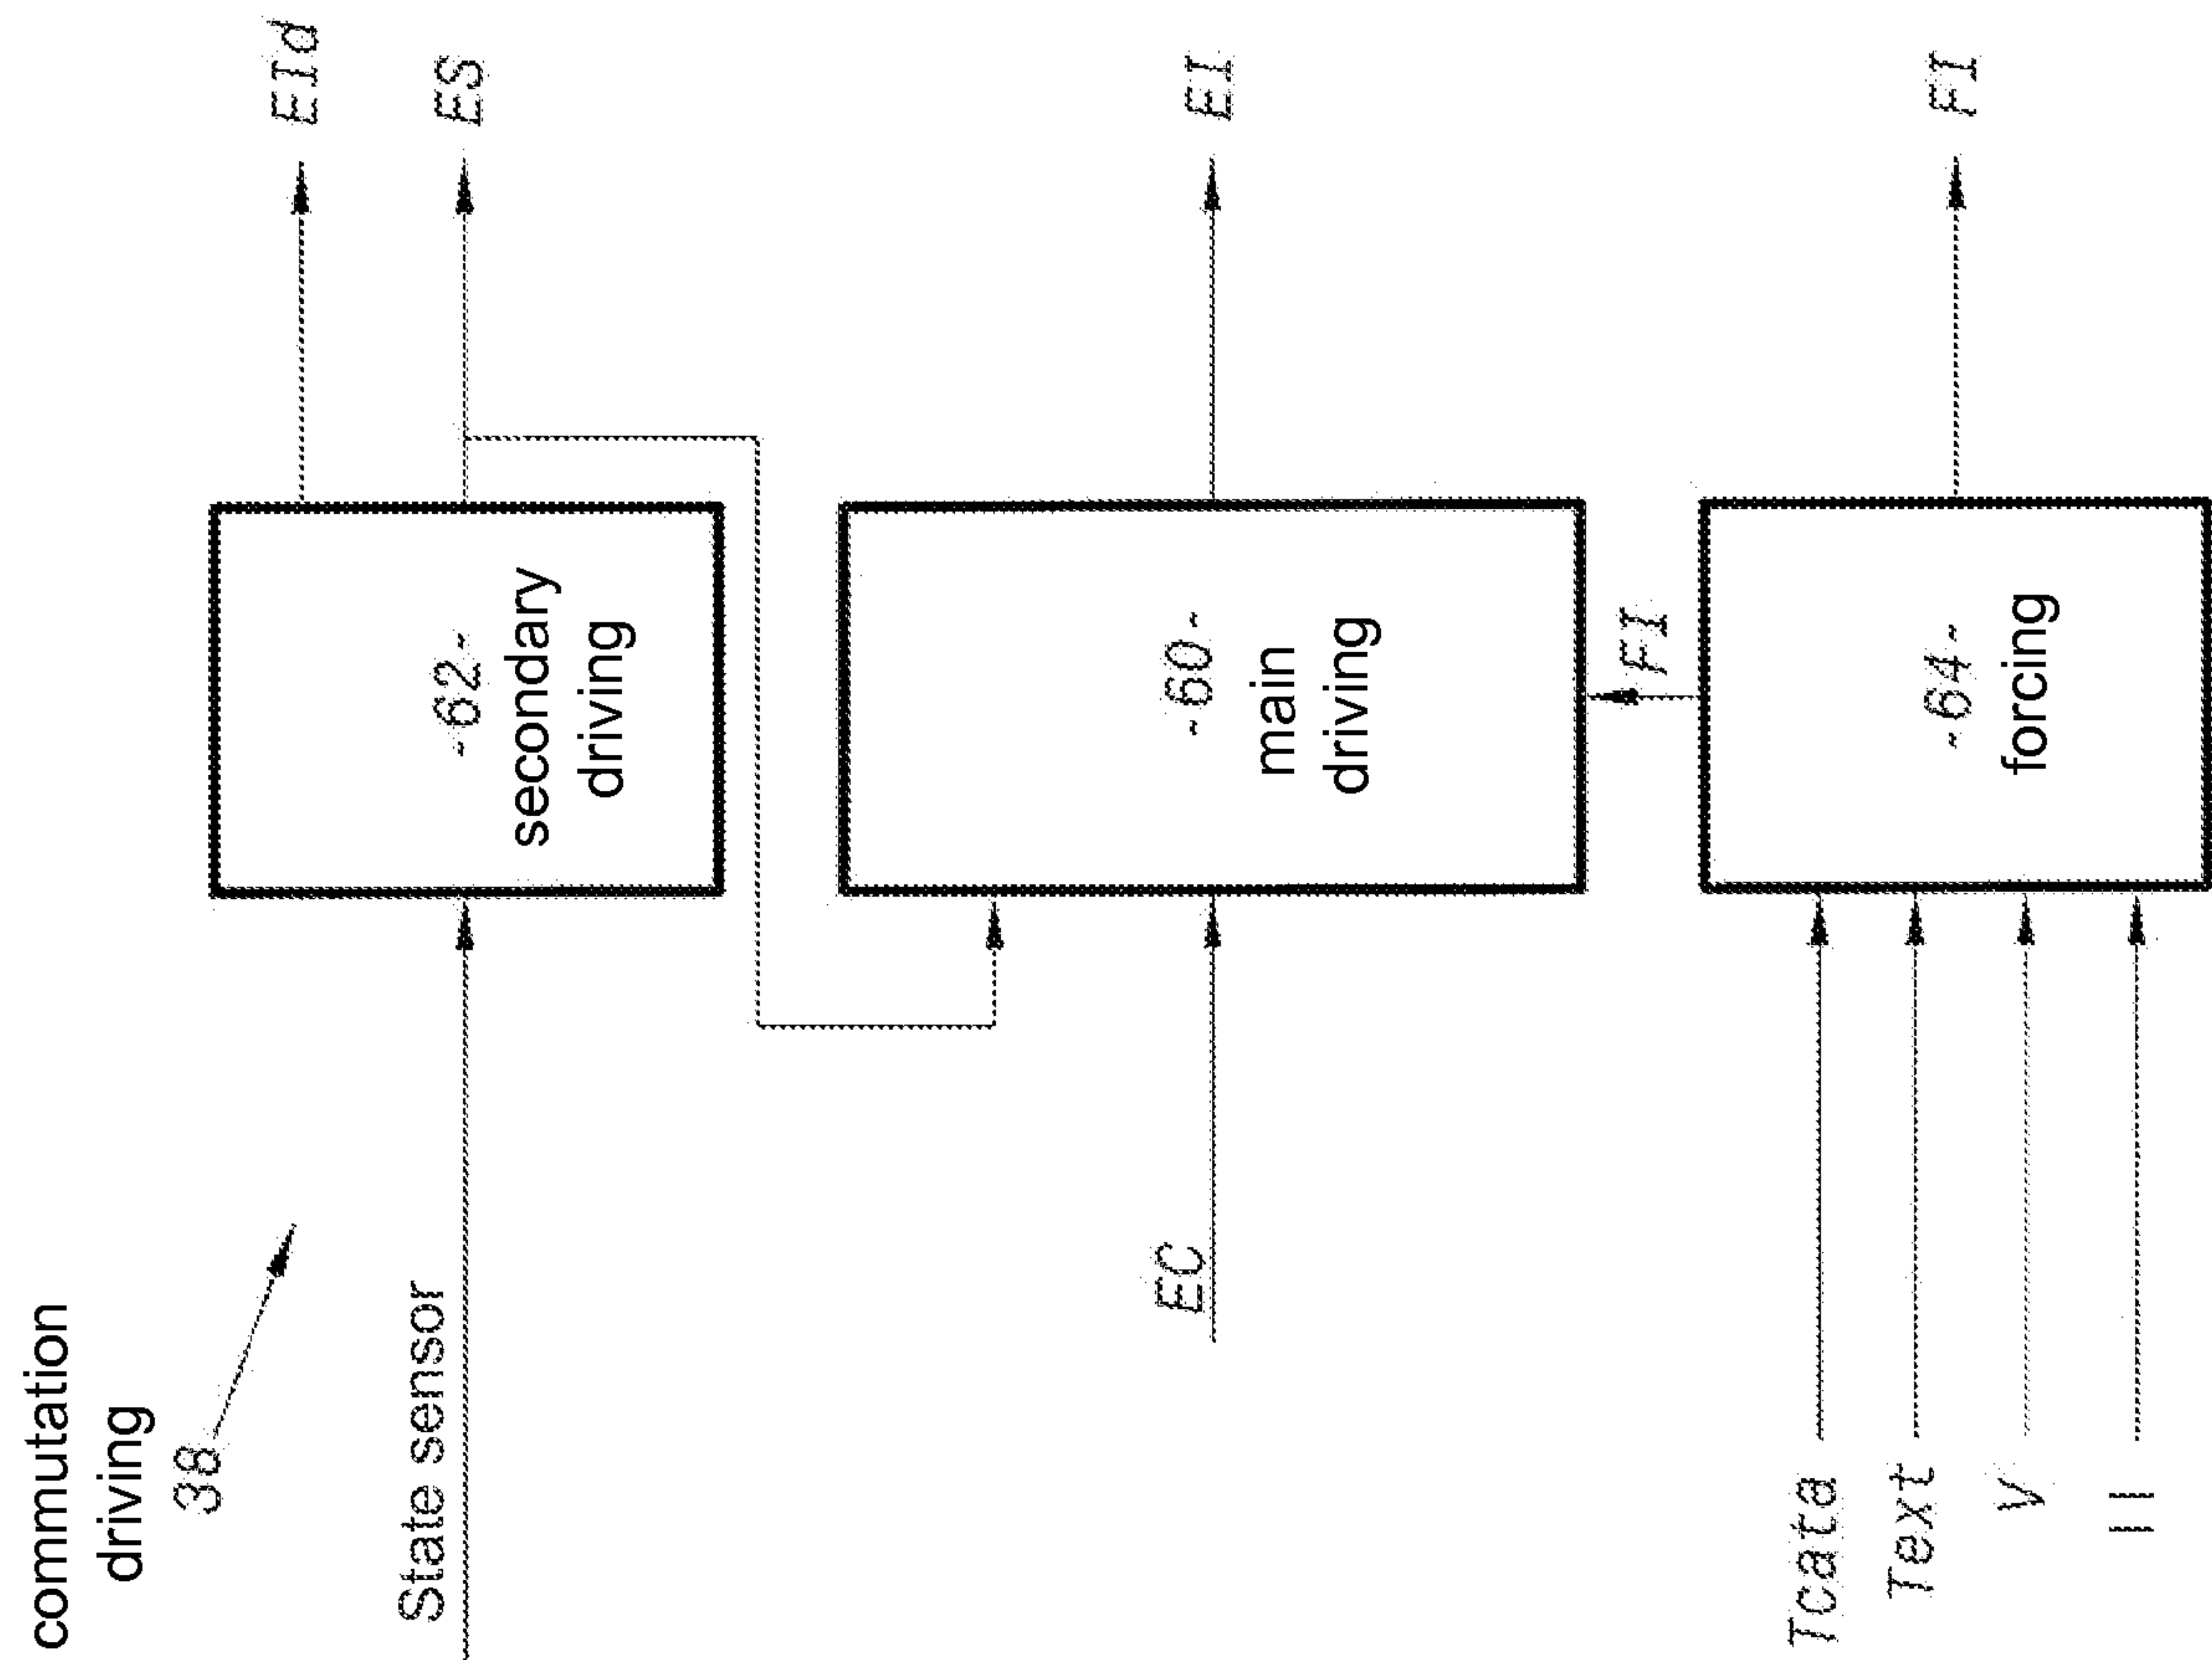 commutation
driving
38
State sensor
-62-
secondary
driving
EId
ES
EC
-60-
main
driving
EI
FI
Tcata
Text
V
-64-
forcing
FI